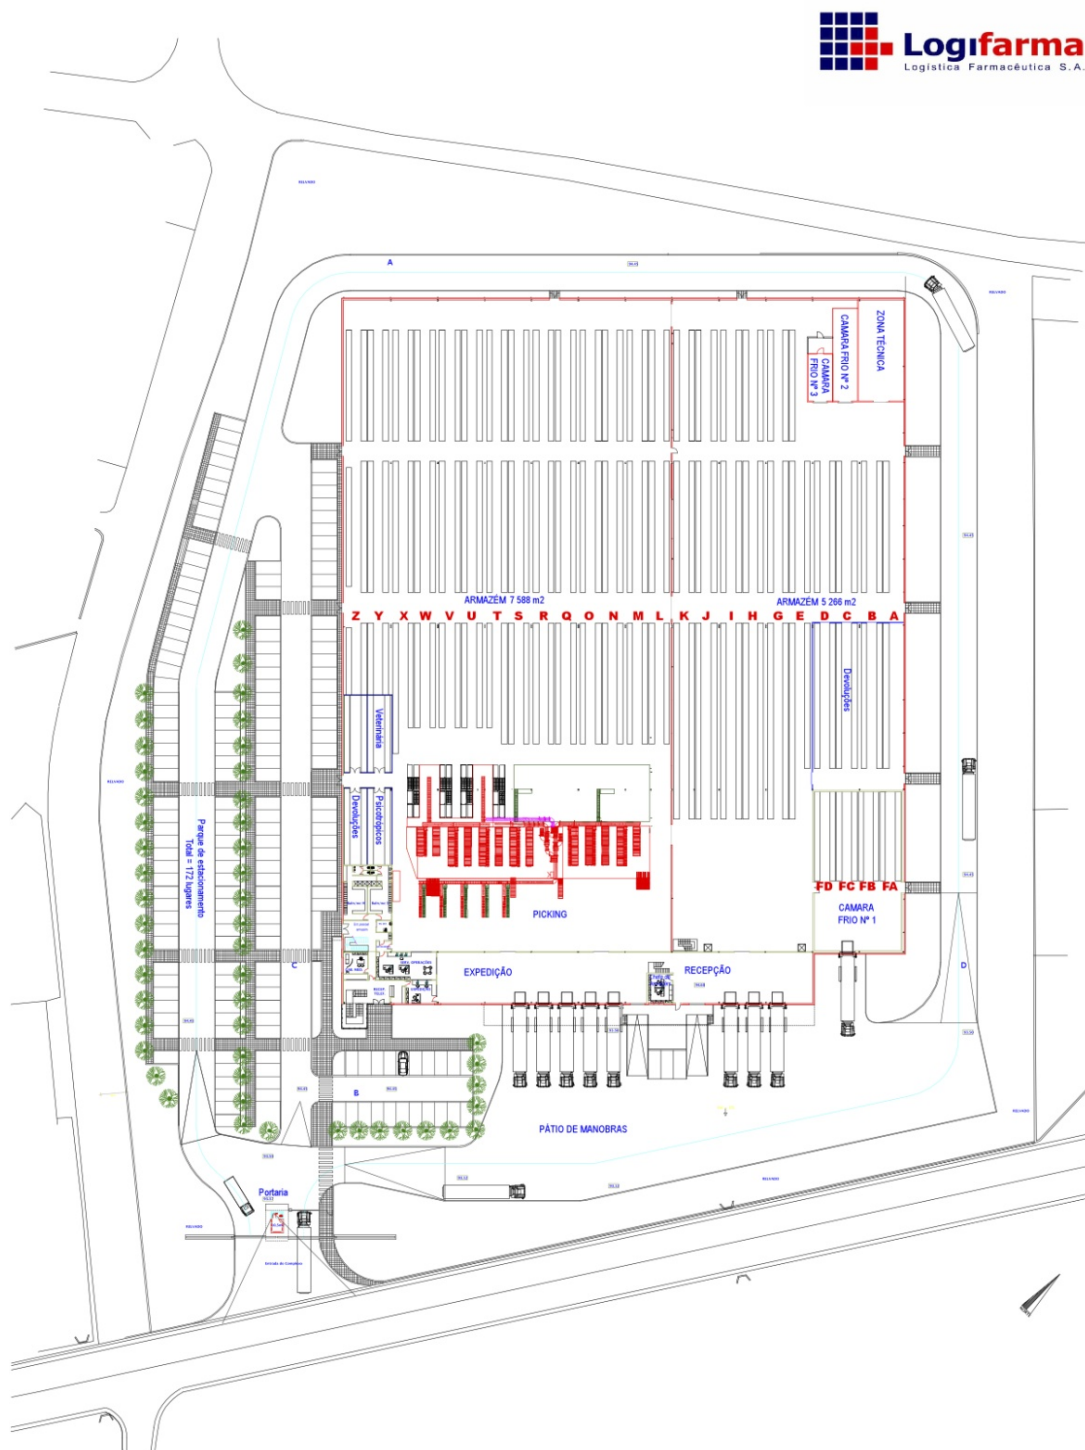 Logifarma
Logística Farmacêutica S.A.
A
ZONA TÉCNICA
CAMARA FRIO Nº 2
CAMARA
FRIO Nº 3
ARMAZÉM 7 588 m2
ARMAZÉM 5 266 m2
Z Y X W V U T S R Q O N M L K J I H G E D C B A
Devoluções
Veterinária
Devoluções
Psicotrópicos
Parque de estacionamento
Total = 172 lugares
FD FC FB FA
CAMARA
FRIO Nº 1
PICKING
EXPEDIÇÃO
RECEPÇÃO
C
D
B
PÁTIO DE MANOBRAS
Portaria